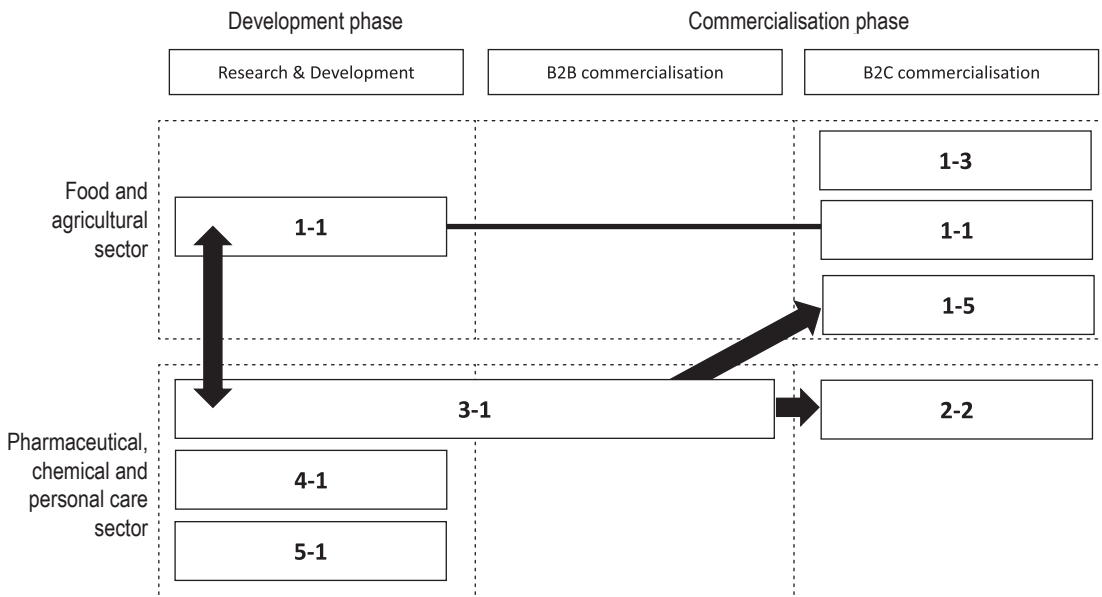 Development phase
Commercialisation phase
Research & Development
B2B commercialisation
B2C commercialisation
Food and
agricultural
sector
1-1
1-3
1-1
1-5
Pharmaceutical,
chemical and
personal care
sector
3-1
2-2
4-1
5-1